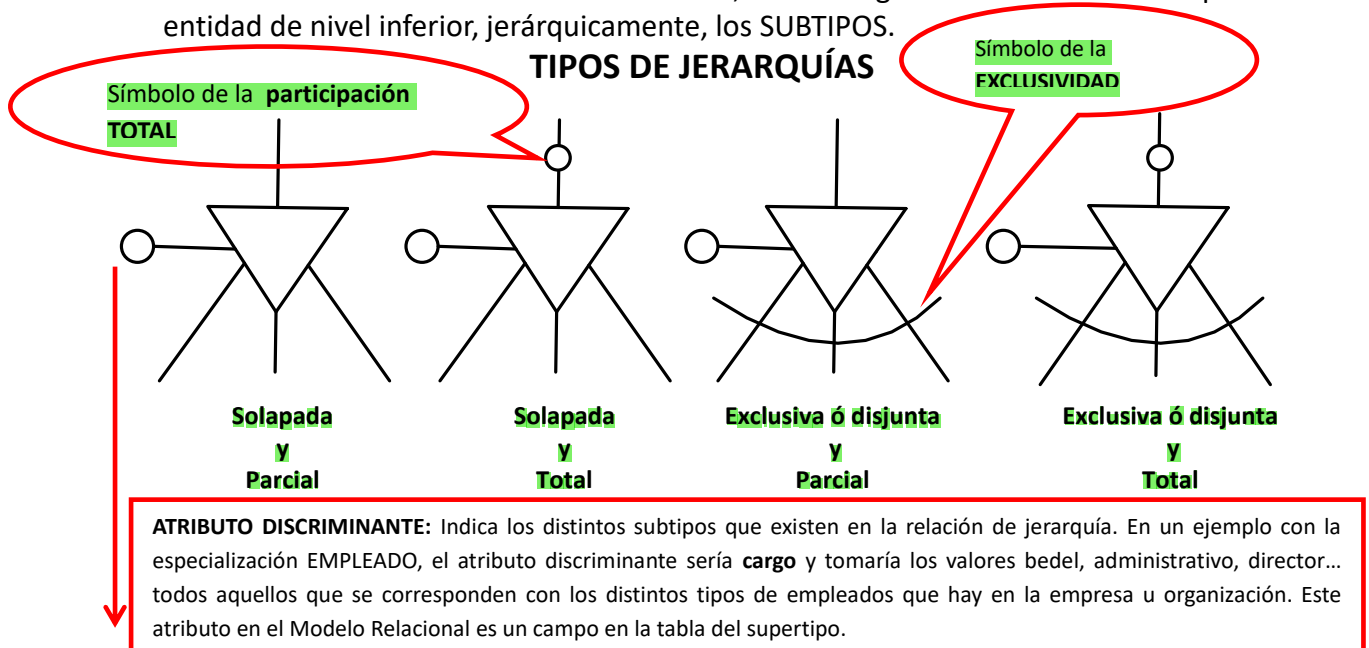 entidad de nivel inferior, jerárquicamente, los SUBTIPOS.
TIPOS DE JERARQUÍAS
Símbolo de la
EXCLUSIVIDAD
Símbolo de la participación
TOTAL
Solapada
y
Parcial
Solapada
y
Total
Exclusiva ó disjunta
y
Parcial
Exclusiva ó disjunta
y
Total
ATRIBUTO DISCRIMINANTE: Indica los distintos subtipos que existen en la relación de jerarquía. En un ejemplo con la
especialización EMPLEADO, el atributo discriminante sería cargo y tomaría los valores bedel, administrativo, director...
todos aquellos que se corresponden con los distintos tipos de empleados que hay en la empresa u organización. Este
atributo en el Modelo Relacional es un campo en la tabla del supertipo.